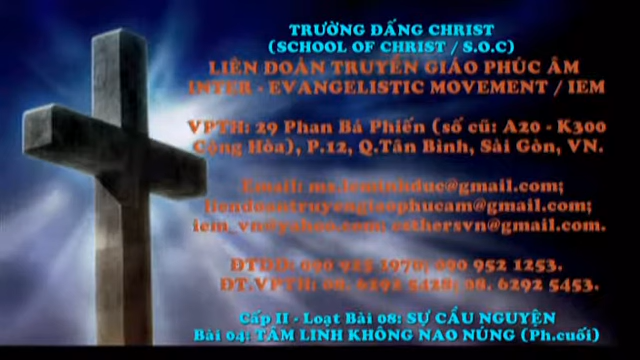 TRƯỜNG ĐẤNG CHRIST
(SCHOOL OF CHRIST / S.O.C)
LIÊN ĐOÀN TRUYỀN GIÁO PHÚC ÂM
INTER - EVANGELISTIC MOVEMENT / IEM
VPTH: 29 Phan Bá Phiến (số cũ: A20 - K300
Cộng Hòa), P.12, Q.Tân Bình, Sài Gòn, VN.
Email: ms.leminhduc@gmail.com;
liendoantruyengiaophucam@gmail.com;
iem_vn@yahoo.com; esthersvn@gmail.com.
ĐTDD: 090 925 1970; 090 952 1253.
ĐT.VPTH: 08. 6292 5428; 08. 6292 5453.
Cấp II - Loạt Bài 08: SỰ CẦU NGUYỆN
Bài 04: TÂM LINH KHÔNG NAO NÚNG (Ph.cuối)